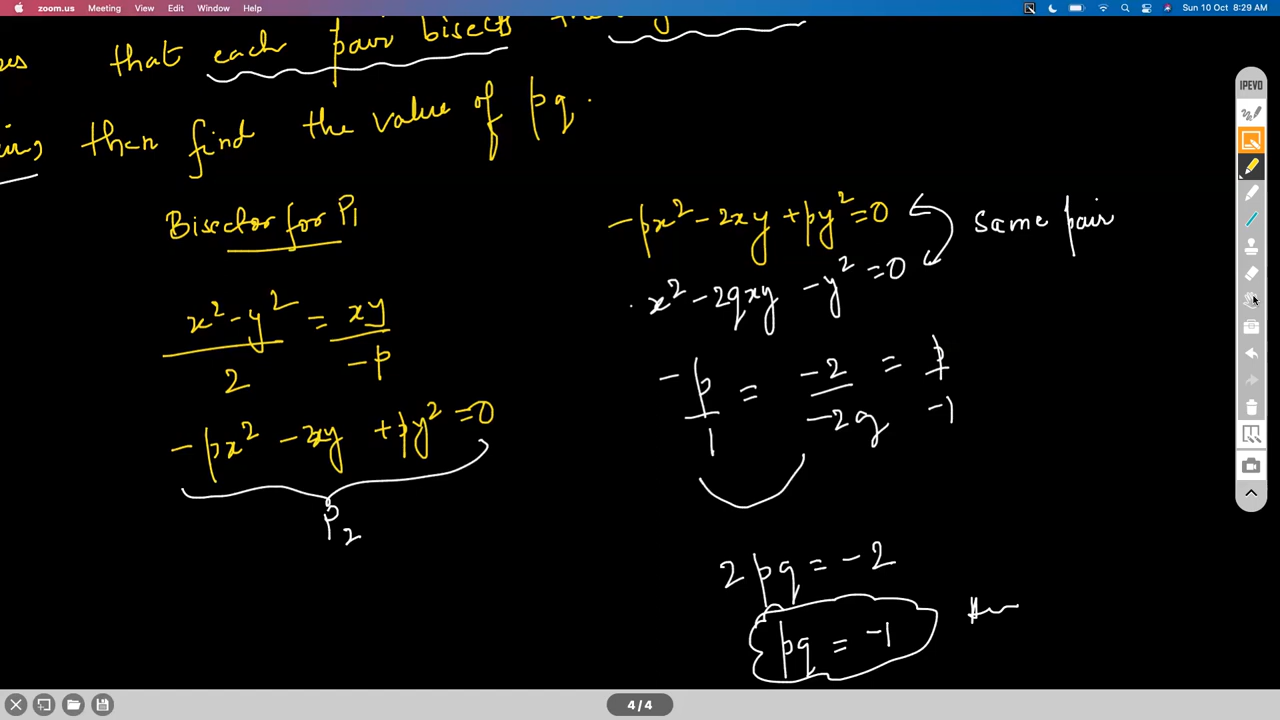 zoom.us Meeting View Edit Window Help Sun 10 Oct 8:29 AM
that each pair bisects
then find the value of pq.
Bisector for P1
x² - y² / 2 = xy / -p
-px² - 2xy + py² = 0
P2
-px² - 2xy + py² = 0
same pair
x² - 2qxy - y² = 0
-p/1 = -2/-2q = p/-1
2pq = -2
pq = -1
IPEVO
4/4